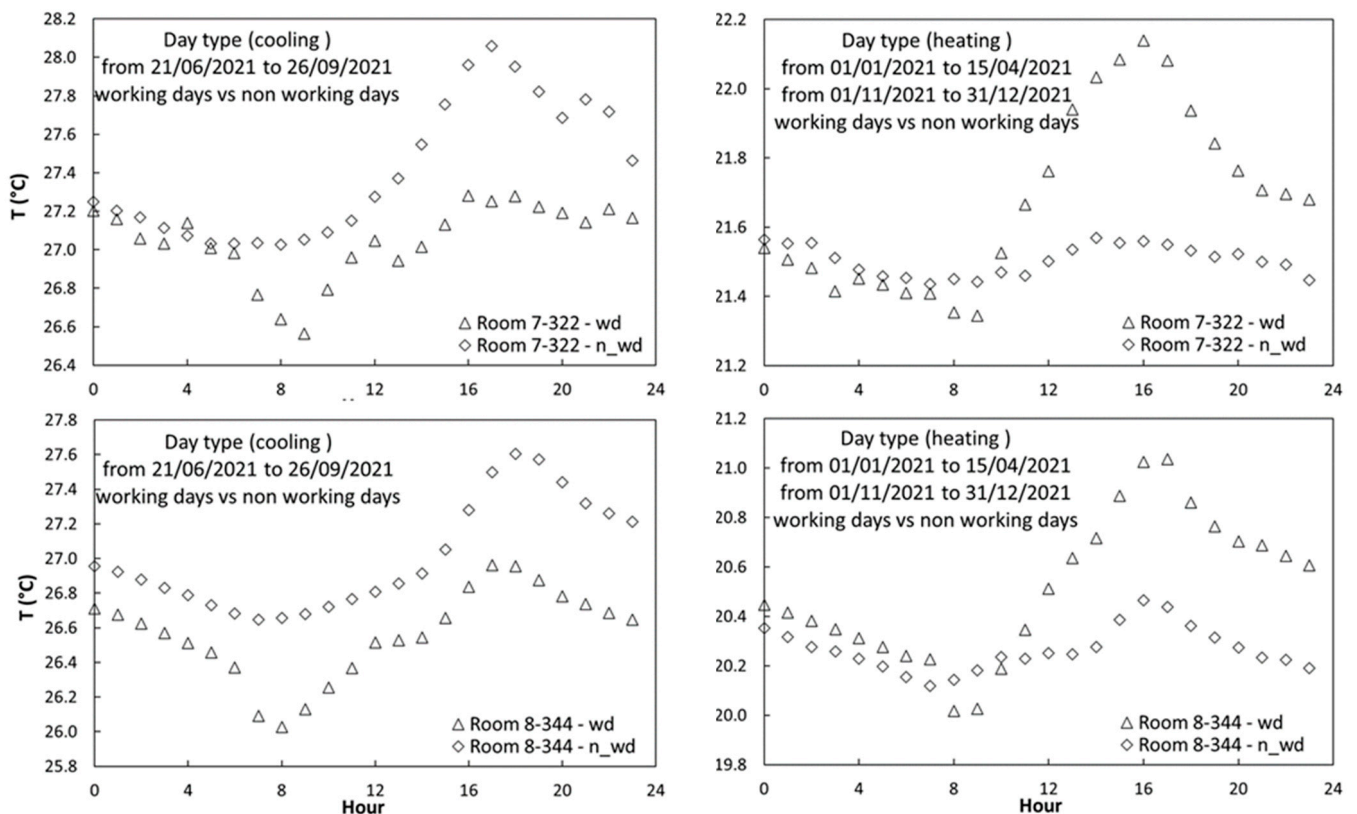 28.2
28.0
27.8
27.6
27.4
27.2
27.0
26.8
26.6
26.4
T (°C)
Day type (cooling )
from 21/06/2021 to 26/09/2021
working days vs non working days
Room 7-322 - wd
Room 7-322 - n_wd
0 4 8 12 16 20 24
22.2
22.0
21.8
21.6
21.4
21.2
Day type (heating )
from 01/01/2021 to 15/04/2021
from 01/11/2021 to 31/12/2021
working days vs non working days
Room 7-322 - wd
Room 7-322 - n_wd
0 4 8 12 16 20 24
27.8
27.6
27.4
27.2
27.0
26.8
26.6
26.4
26.2
26.0
25.8
T (°C)
Day type (cooling )
from 21/06/2021 to 26/09/2021
working days vs non working days
Room 8-344 - wd
Room 8-344 - n_wd
0 4 8 12 16 20 24
Hour
21.2
21.0
20.8
20.6
20.4
20.2
20.0
19.8
Day type (heating )
from 01/01/2021 to 15/04/2021
from 01/11/2021 to 31/12/2021
working days vs non working days
Room 8-344 - wd
Room 8-344 - n_wd
0 4 8 12 16 20 24
Hour